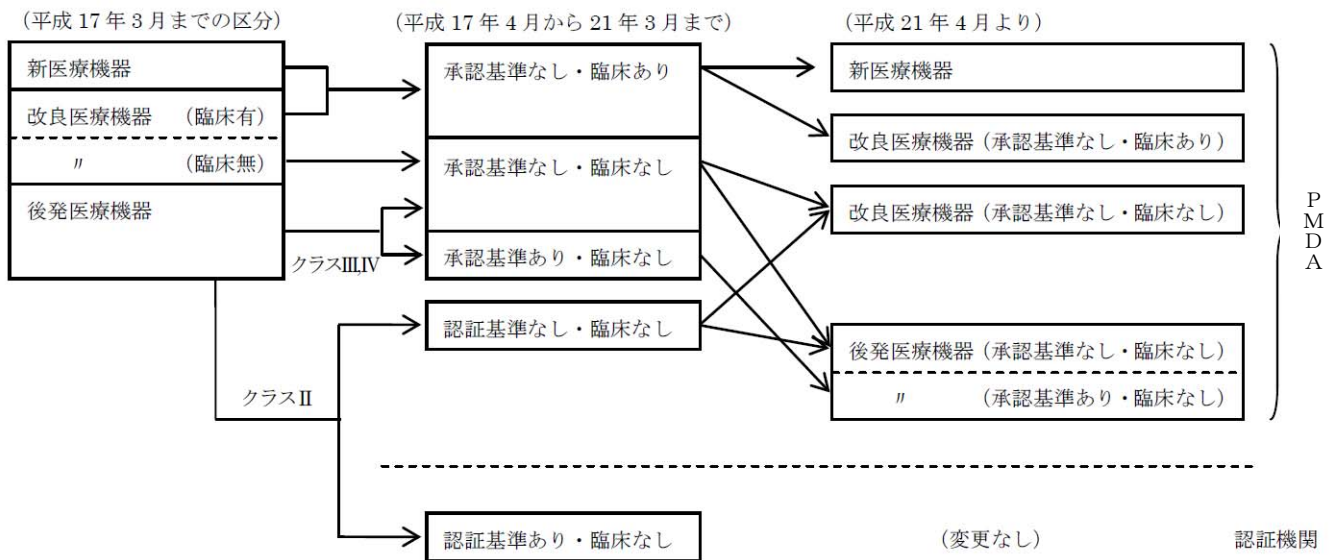 （平成 17 年 3 月までの区分）
（平成 17 年 4 月から 21 年 3 月まで）
（平成 21 年 4 月より）
新医療機器
改良医療機器 （臨床有）
〃 （臨床無）
後発医療機器
クラスⅢ,Ⅳ
クラスⅡ
承認基準なし・臨床あり
承認基準なし・臨床なし
承認基準あり・臨床なし
認証基準なし・臨床なし
認証基準あり・臨床なし
新医療機器
改良医療機器（承認基準なし・臨床あり）
改良医療機器（承認基準なし・臨床なし）
後発医療機器（承認基準なし・臨床なし）
〃 （承認基準あり・臨床なし）
（変更なし）
PMDA
認証機関